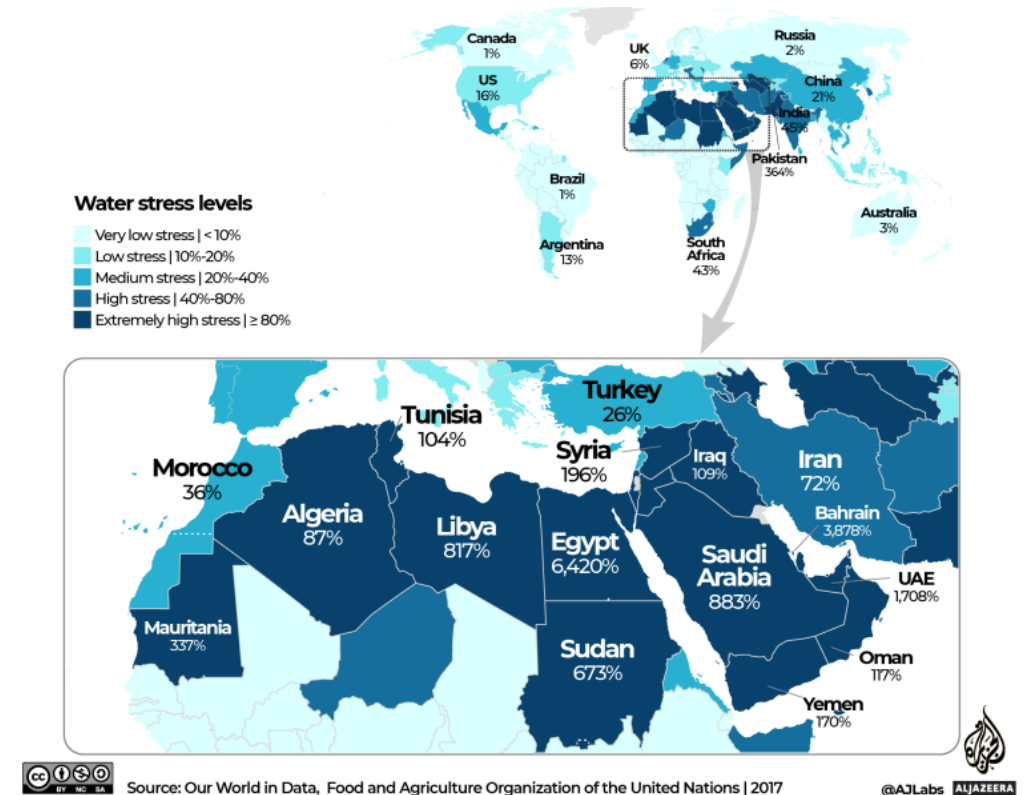 Canada
1%
US
16%
UK
6%
Russia
2%
China
21%
India
45%
Pakistan
364%
Brazil
1%
Argentina
13%
South
Africa
43%
Australia
3%
Water stress levels
Very low stress | < 10%
Low stress | 10%-20%
Medium stress | 20%-40%
High stress | 40%-80%
Extremely high stress | ≥ 80%
Turkey
26%
Tunisia
104%
Syria
196%
Iraq
109%
Iran
72%
Morocco
36%
Algeria
87%
Libya
817%
Egypt
6,420%
Bahrain
3,878%
Saudi
Arabia
883%
UAE
1,708%
Mauritania
337%
Sudan
673%
Oman
117%
Yemen
170%
cc
BY NC SA
Source: Our World in Data, Food and Agriculture Organization of the United Nations | 2017
@AJLabs
الجزيرة
ALJAZEERA